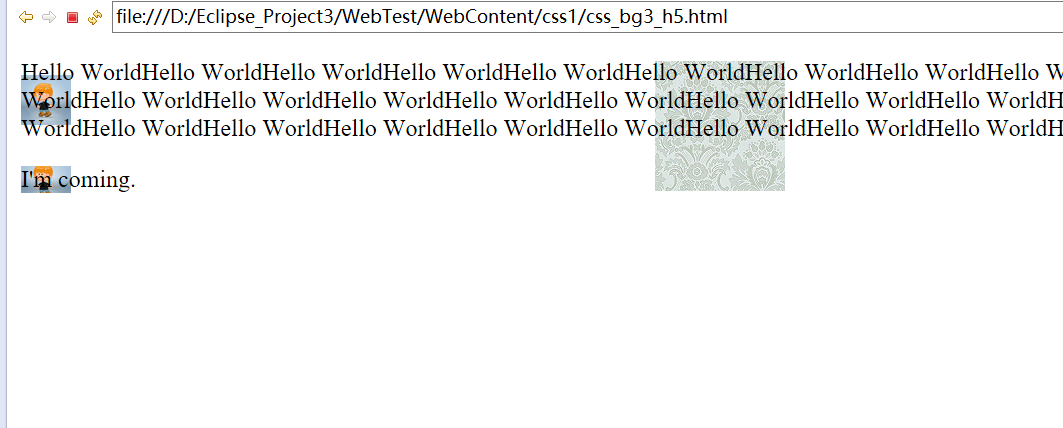 file:///D:/Eclipse_Project3/WebTest/WebContent/css1/css_bg3_h5.html
Hello WorldHello WorldHello WorldHello WorldHello WorldHello WorldHello WorldHello WorldHello W
WorldHello WorldHello WorldHello WorldHello WorldHello WorldHello WorldHello WorldHello WorldH
WorldHello WorldHello WorldHello WorldHello WorldHello WorldHello WorldHello WorldHello WorldH
I'm coming.